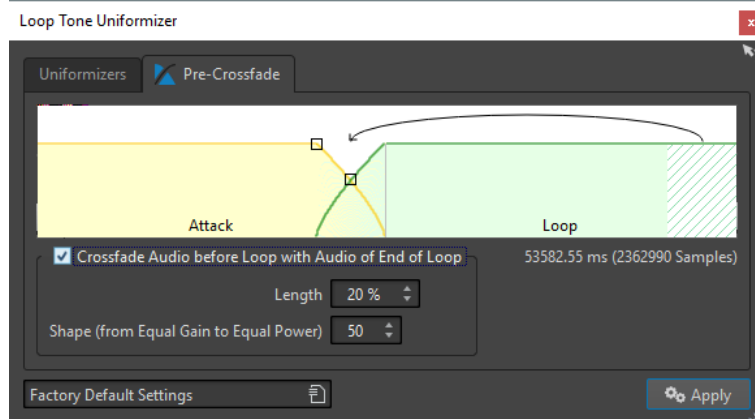 Loop Tone Uniformizer
x
Uniformizers
Pre-Crossfade
Attack
Loop
Crossfade Audio before Loop with Audio of End of Loop
53582.55 ms (2362990 Samples)
Length 20 %
Shape (from Equal Gain to Equal Power) 50
Factory Default Settings
Apply